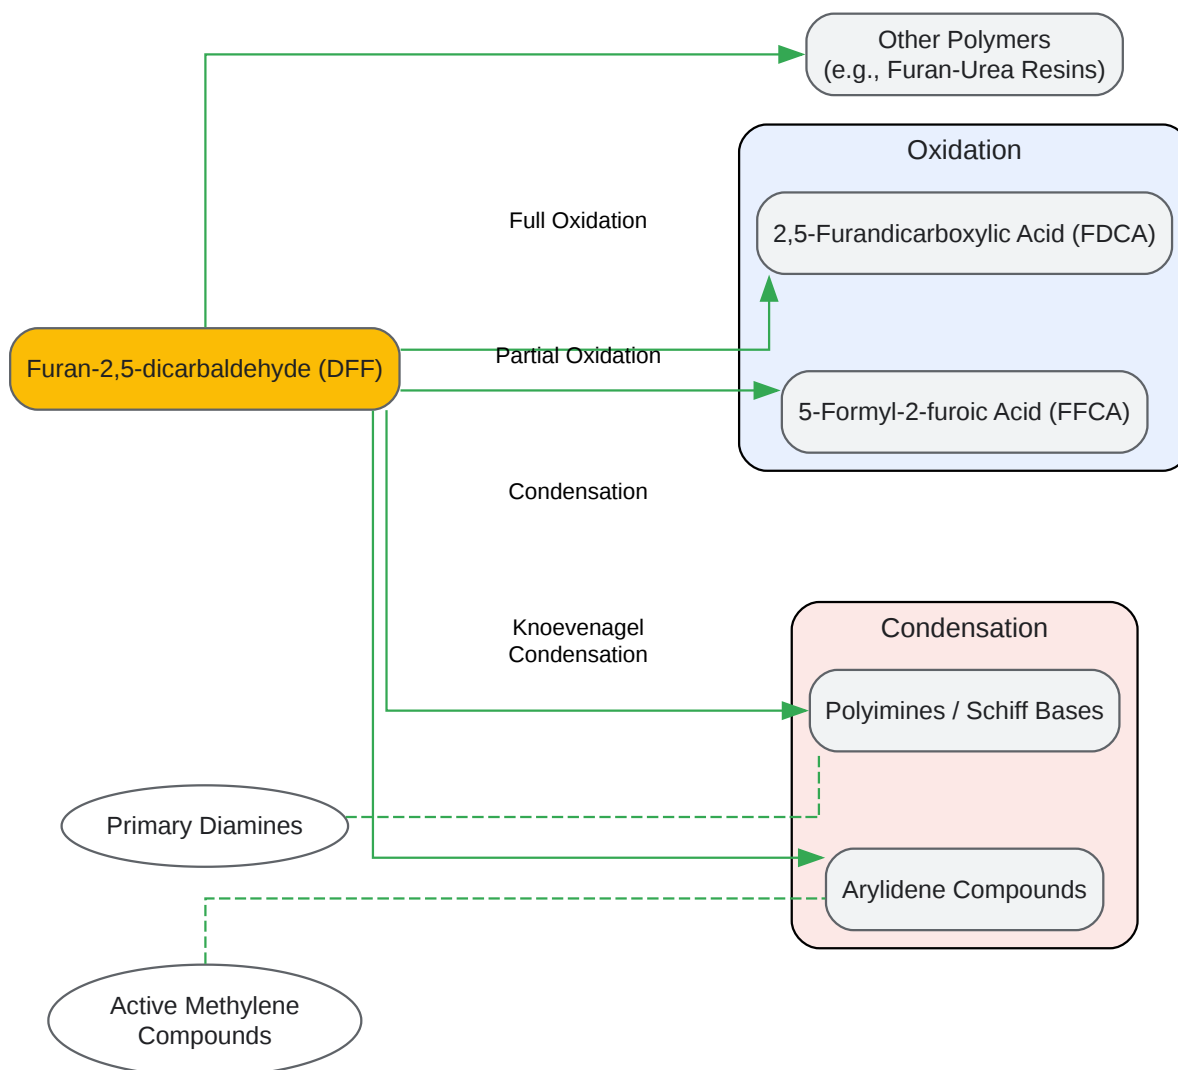 Other Polymers
(e.g., Furan-Urea Resins)
Oxidation
Full Oxidation
2,5-Furandicarboxylic Acid (FDCA)
Partial Oxidation
Furan-2,5-dicarbaldehyde (DFF)
5-Formyl-2-furoic Acid (FFCA)
Condensation
Knoevenagel
Condensation
Condensation
Polyimines / Schiff Bases
Primary Diamines
Arylidene Compounds
Active Methylene
Compounds